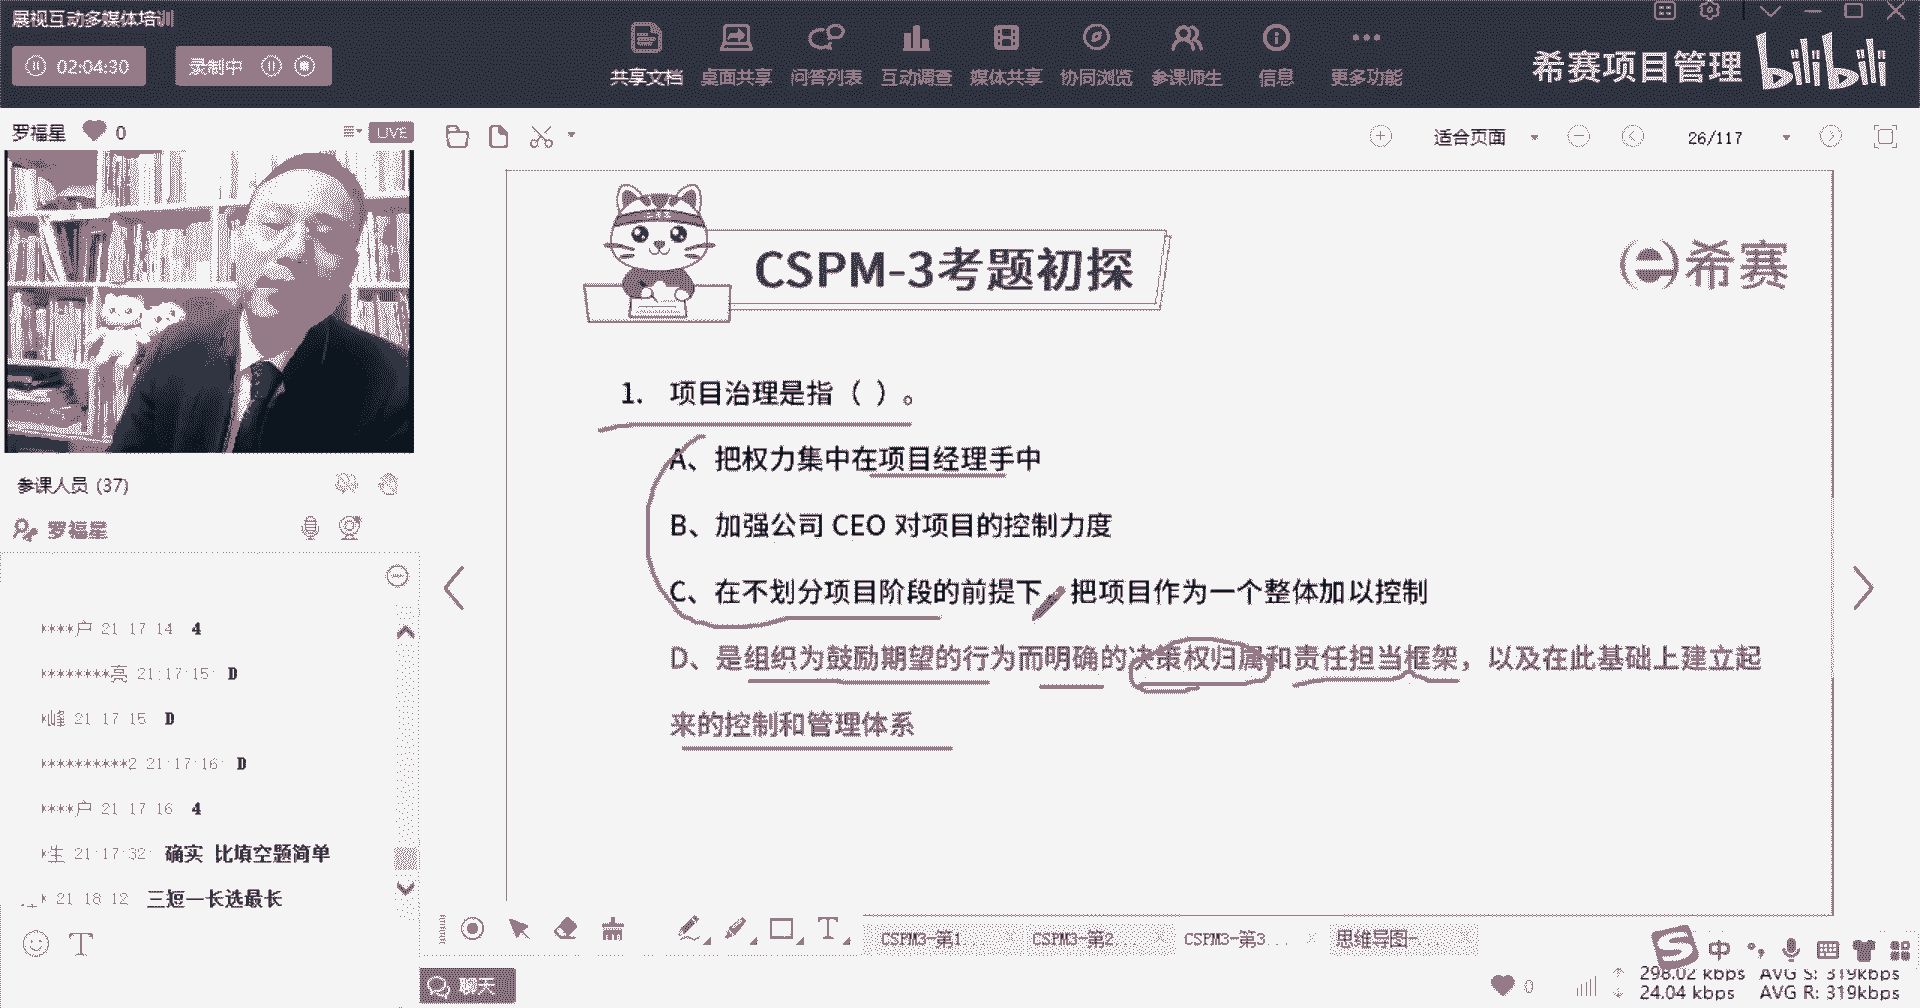 展视互动多媒体培训
02:04:30
录制中
共享文档 桌面共享 问答列表 互动调查 媒体共享 协同浏览 参课师生 信息 更多功能
希赛项目管理 bilibili
罗福星 0 LIVE
适合页面 26/117
CSPM-3考题初探
希赛
1. 项目治理是指（ ）。
A、把权力集中在项目经理手中
B、加强公司 CEO 对项目的控制力度
C、在不划分项目阶段的前提下，把项目作为一个整体加以控制
D、是组织为鼓励期望的行为而明确的决策权归属和责任担当框架，以及在此基础上建立起
来的控制和管理体系
参课人员 (37)
罗福星
****户 21:17:14 4
********亮 21:17:15 D
*峰 21:17:15 D
**********2 21:17:16 D
****户 21:17:16 4
*生 21:17:32 确实 比填空题简单
21:18:12 三短一长选最长
CSPM3-第1 CSPM3-第2... CSPM3-第3... 思维导图-...
中
聊天
0
298.02 kbps AVG S: 319kbps
24.04 kbps AVG R: 319kbps